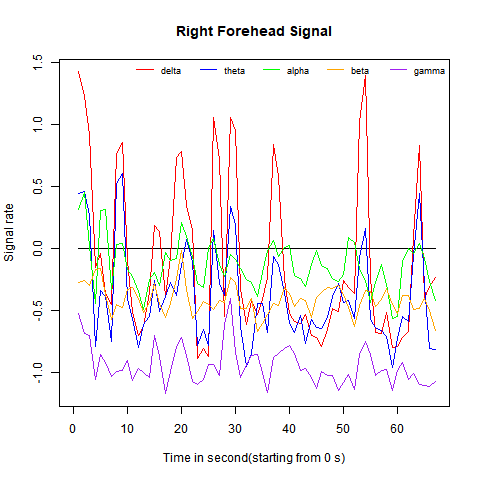 Right Forehead Signal
delta theta alpha beta gamma
1.5
1.0
0.5
0.0
-0.5
-1.0
Signal rate
0 10 20 30 40 50 60
Time in second(starting from 0 s)